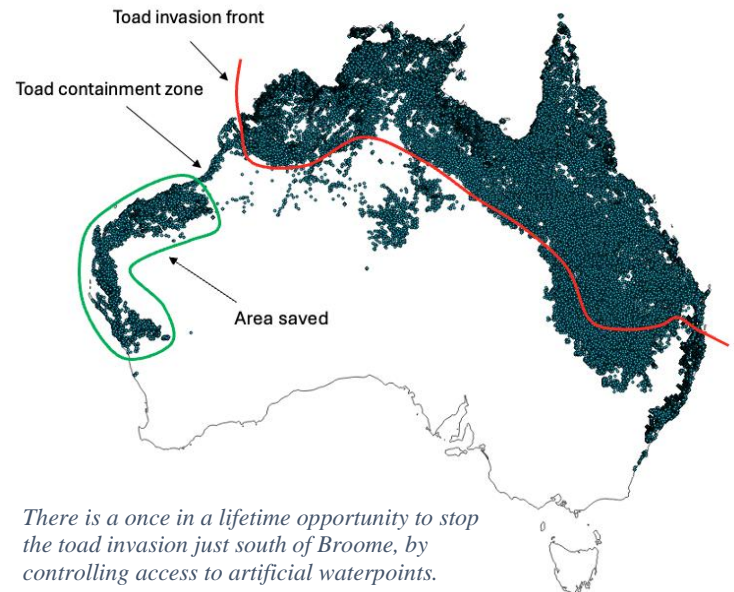 Toad invasion front
Toad containment zone
Area saved
There is a once in a lifetime opportunity to stop
the toad invasion just south of Broome, by
controlling access to artificial waterpoints.